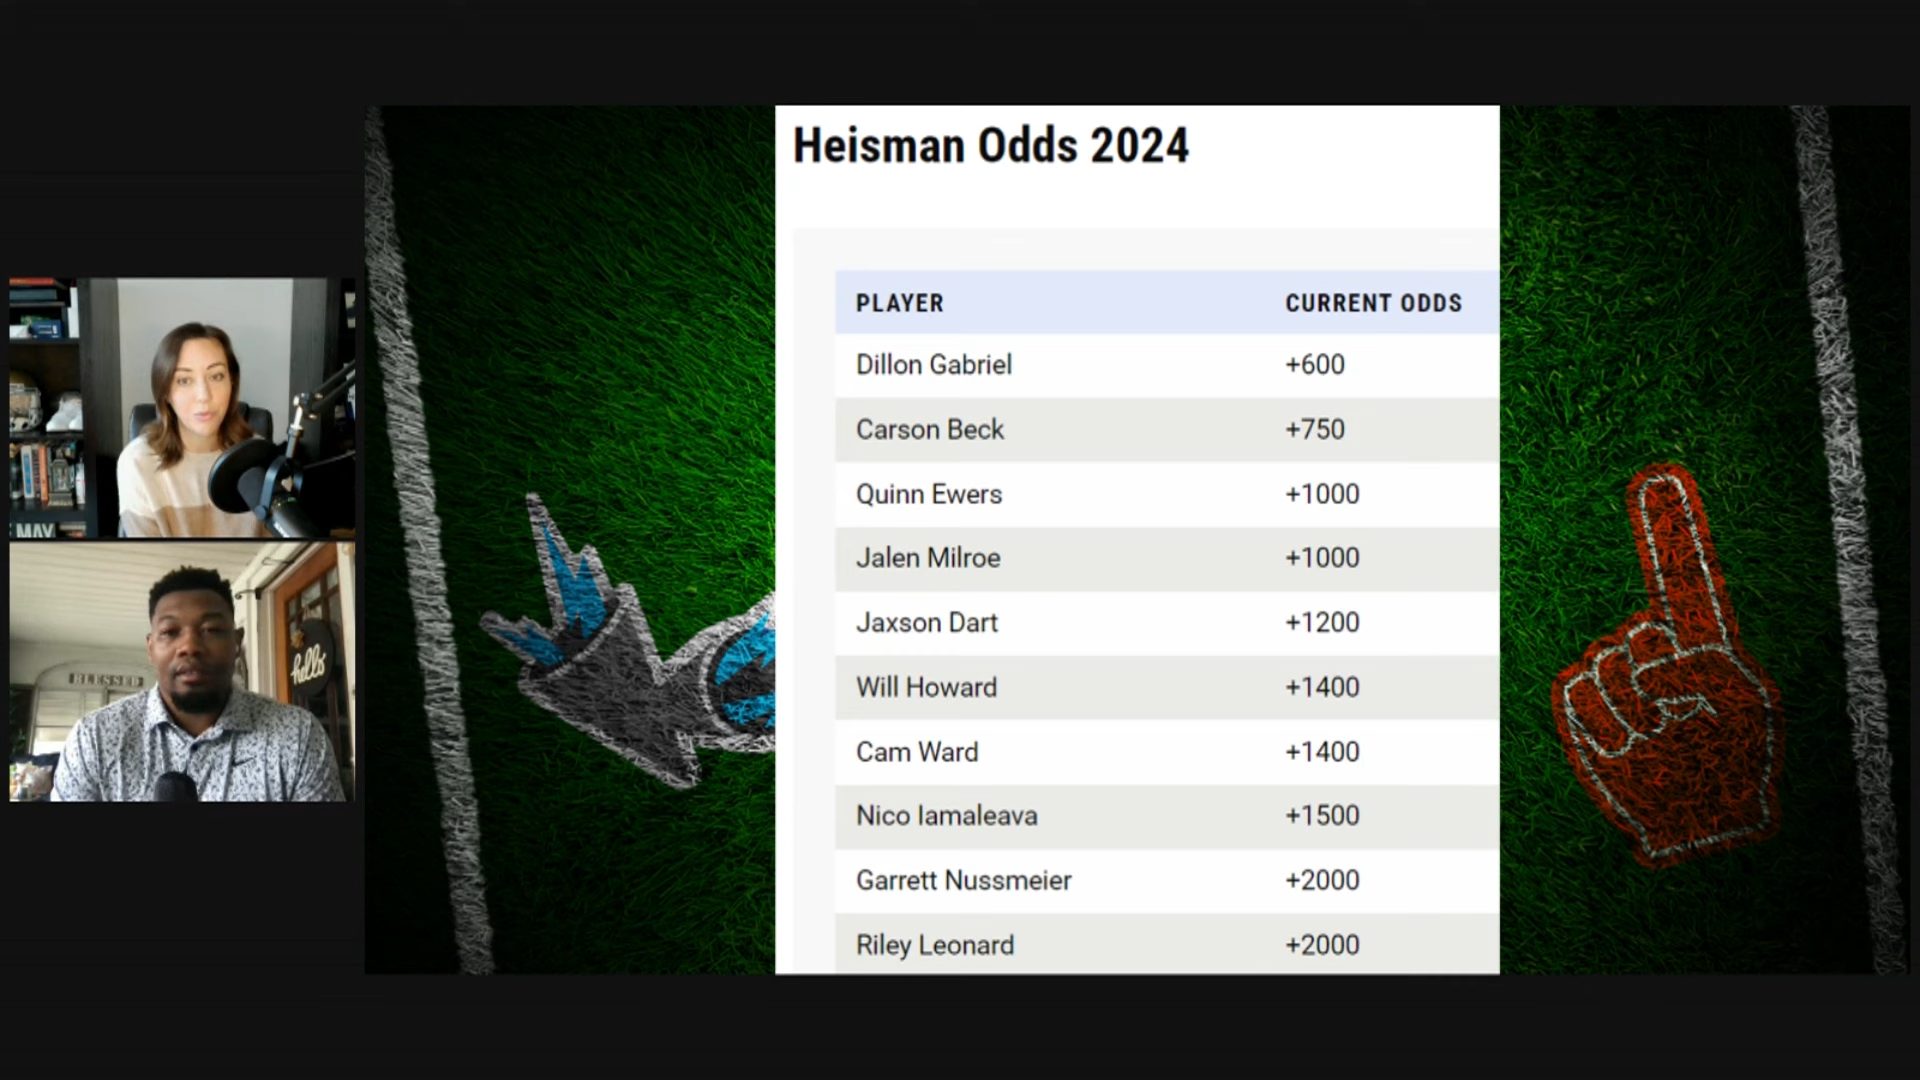 Heisman Odds 2024
PLAYER CURRENT ODDS
Dillon Gabriel +600
Carson Beck +750
Quinn Ewers +1000
Jalen Milroe +1000
Jaxson Dart +1200
Will Howard +1400
Cam Ward +1400
Nico Iamaleava +1500
Garrett Nussmeier +2000
Riley Leonard +2000
MAY
BLESSED
hello